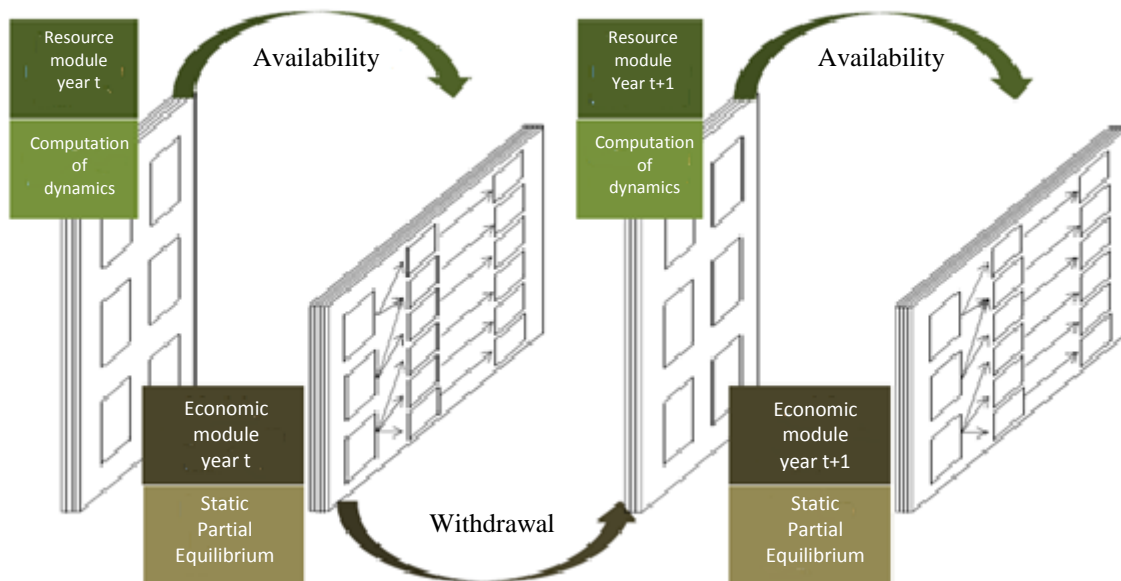 Resource
module
year t
Availability
Computation
of
dynamics
Economic
module
year t
Static
Partial
Equilibrium
Withdrawal
Resource
module
Year t+1
Availability
Computation
of
dynamics
Economic
module
year t+1
Static
Partial
Equilibrium